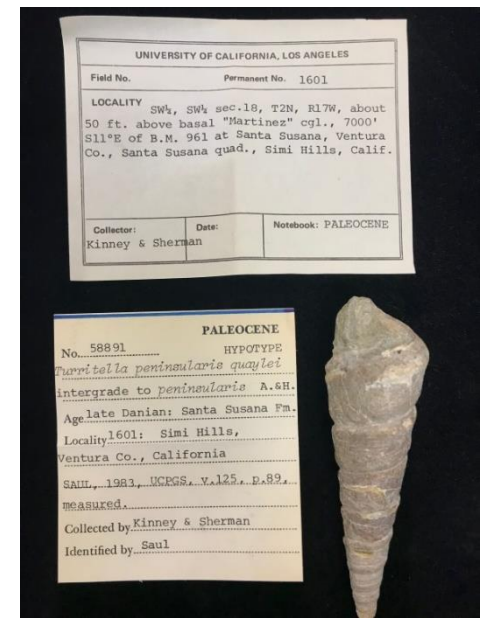 UNIVERSITY OF CALIFORNIA, LOS ANGELES
Field No. Permanent No. 1601
LOCALITY SW¼, SW¼ sec.18, T2N, R17W, about
50 ft. above basal "Martinez" cgl., 7000'
S11°E of B.M. 961 at Santa Susana, Ventura
Co., Santa Susana quad., Simi Hills, Calif.
Collector: Date: Notebook: PALEOCENE
Kinney & Sherman
PALEOCENE
No. 58891 HYPOTYPE
Turritella peninsularis quaylei
intergrade to peninsularis A.&H.
Age late Danian: Santa Susana Fm.
Locality 1601: Simi Hills,
Ventura Co., California
SAUL, 1983, UCPGS, v.125, p.89,
measured.
Collected by Kinney & Sherman
Identified by Saul